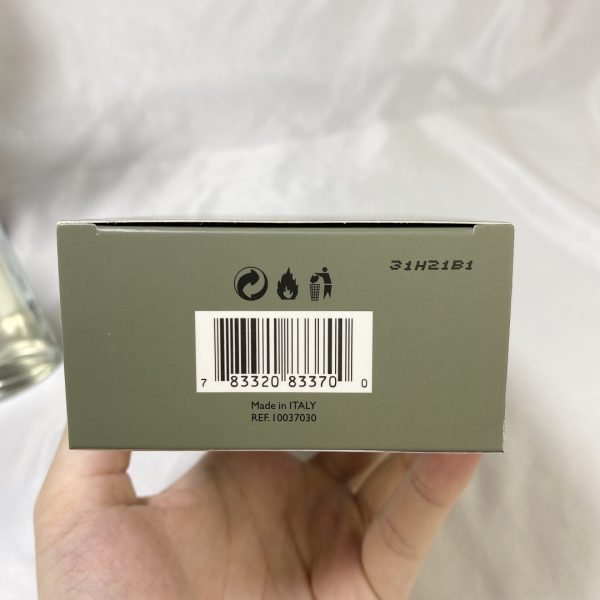 31H21B1
7 83320 83370 0
Made in ITALY
REF. 10037030